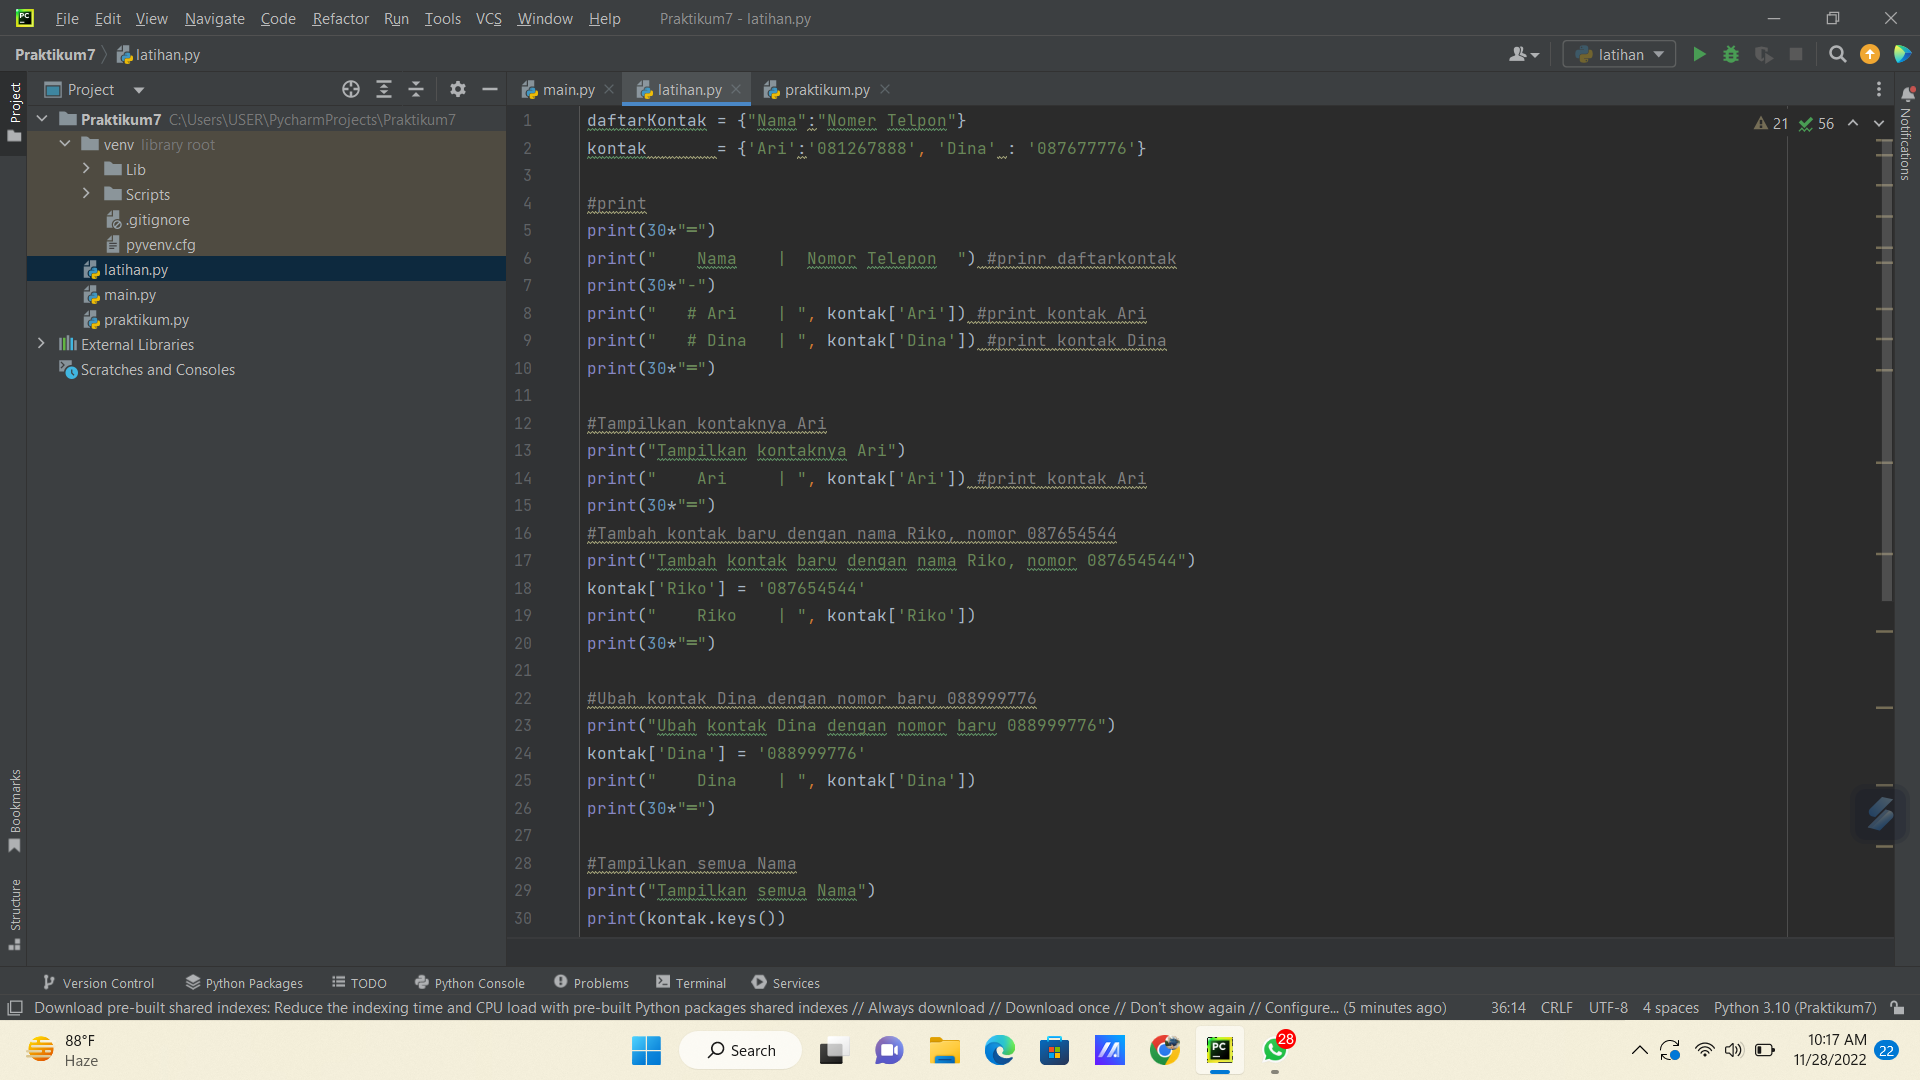 PC File Edit View Navigate Code Refactor Run Tools VCS Window Help Praktikum7 - latihan.py
Praktikum7 latihan.py latihan
Project main.py latihan.py praktikum.py
Project
Praktikum7 C:\Users\USER\PycharmProjects\Praktikum7
venv library root
Lib
Scripts
.gitignore
pyvenv.cfg
latihan.py
main.py
praktikum.py
External Libraries
Scratches and Consoles
Bookmarks
Structure
21 56
Notifications
1 daftarKontak = {"Nama":"Nomer Telpon"}
2 kontak       = {'Ari':'081267888', 'Dina' : '087677776'}
3
4 #print
5 print(30*"=")
6 print("    Nama    |  Nomor Telepon  ") #prinr daftarkontak
7 print(30*"-")
8 print("   # Ari    | ", kontak['Ari']) #print kontak Ari
9 print("   # Dina   | ", kontak['Dina']) #print kontak Dina
10 print(30*"=")
11
12 #Tampilkan kontaknya Ari
13 print("Tampilkan kontaknya Ari")
14 print("    Ari     | ", kontak['Ari']) #print kontak Ari
15 print(30*"=")
16 #Tambah kontak baru dengan nama Riko, nomor 087654544
17 print("Tambah kontak baru dengan nama Riko, nomor 087654544")
18 kontak['Riko'] = '087654544'
19 print("    Riko    | ", kontak['Riko'])
20 print(30*"=")
21
22 #Ubah kontak Dina dengan nomor baru 088999776
23 print("Ubah kontak Dina dengan nomor baru 088999776")
24 kontak['Dina'] = '088999776'
25 print("    Dina    | ", kontak['Dina'])
26 print(30*"=")
27
28 #Tampilkan semua Nama
29 print("Tampilkan semua Nama")
30 print(kontak.keys())
Version Control Python Packages TODO Python Console Problems Terminal Services
Download pre-built shared indexes: Reduce the indexing time and CPU load with pre-built Python packages shared indexes // Always download // Download once // Don't show again // Configure... (5 minutes ago) 36:14 CRLF UTF-8 4 spaces Python 3.10 (Praktikum7)
88°F
Haze
Search
PC
28
10:17 AM
11/28/2022
22